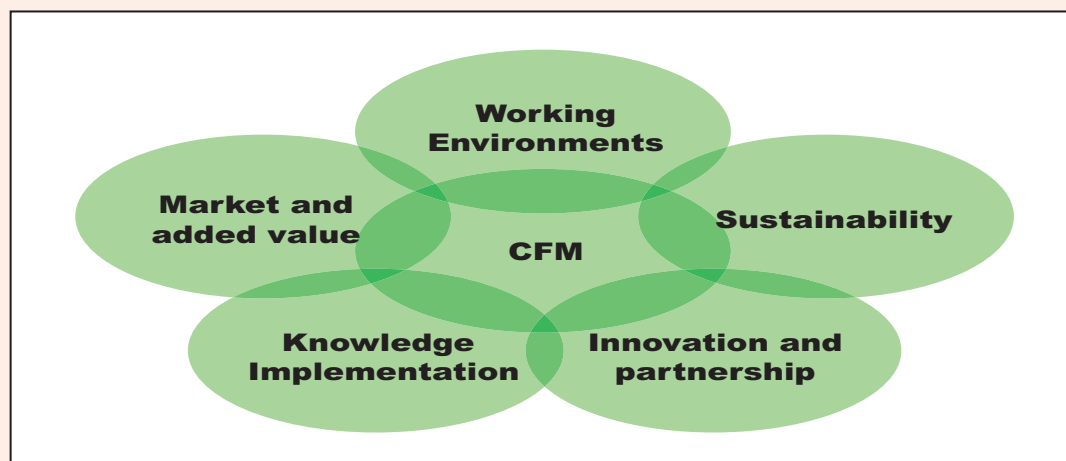 Working
Environments
Market and
added value
Sustainability
CFM
Knowledge
Implementation
Innovation and
partnership